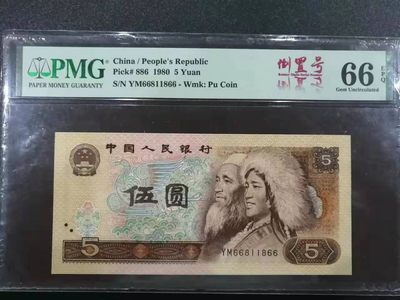 PMG
PAPER MONEY GUARANTY
China / People's Republic
Pick# 886 1980 5 Yuan
S/N YM66811866 - Wmk: Pu Coin
倒置号
66 EPQ
Gem Uncirculated
中国人民银行
5
伍圆
5
YM66811866
5